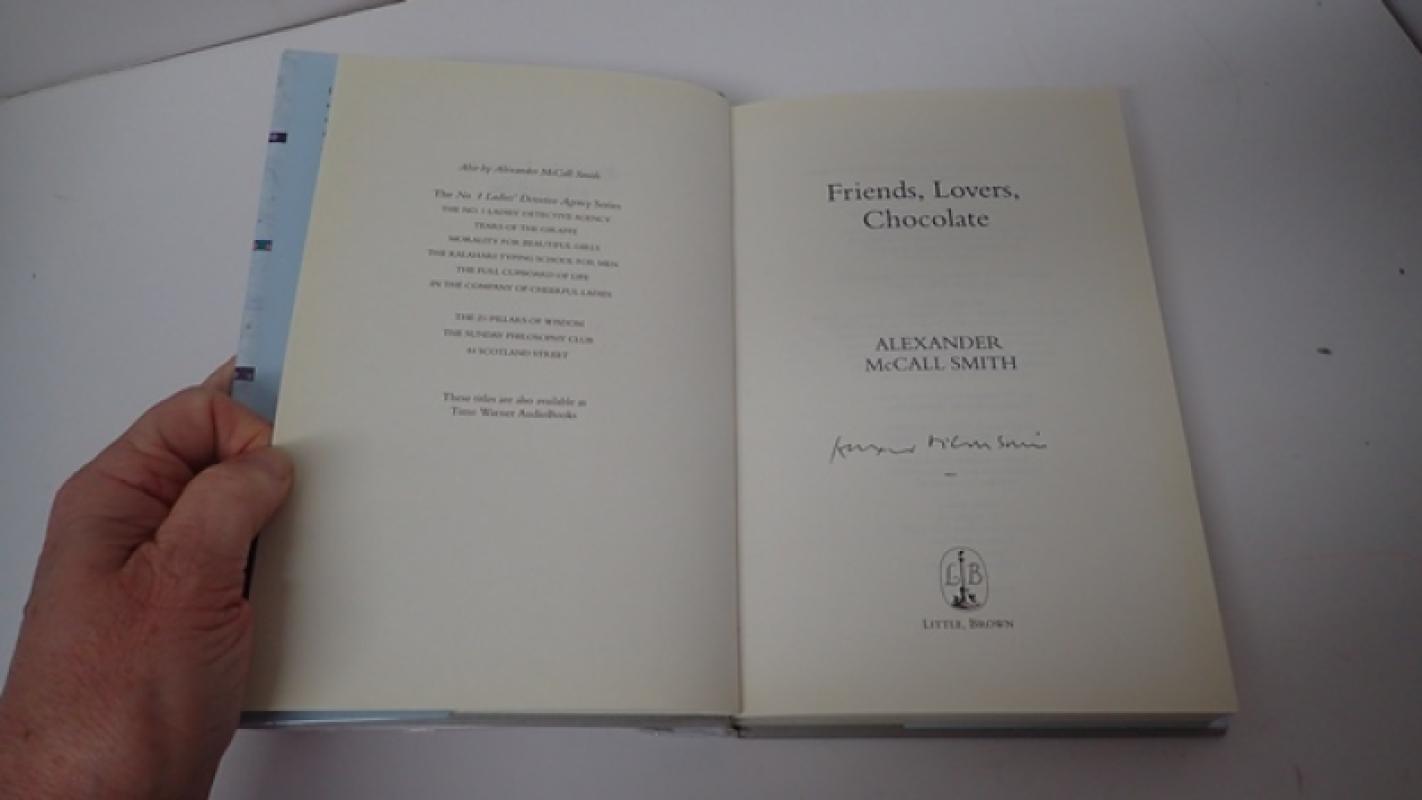 Also by Alexander McCall Smith
The No. 1 Ladies' Detective Agency Series
THE NO. 1 LADIES' DETECTIVE AGENCY
TEARS OF THE GIRAFFE
MORALITY FOR BEAUTIFUL GIRLS
THE KALAHARI TYPING SCHOOL FOR MEN
THE FULL CUPBOARD OF LIFE
IN THE COMPANY OF CHEERFUL LADIES
THE 2½ PILLARS OF WISDOM
THE SUNDAY PHILOSOPHY CLUB
44 SCOTLAND STREET
These titles are also available as
Time Warner AudioBooks
Friends, Lovers,
Chocolate
ALEXANDER
McCALL SMITH
Alexander McCall Smith
L B
LITTLE, BROWN